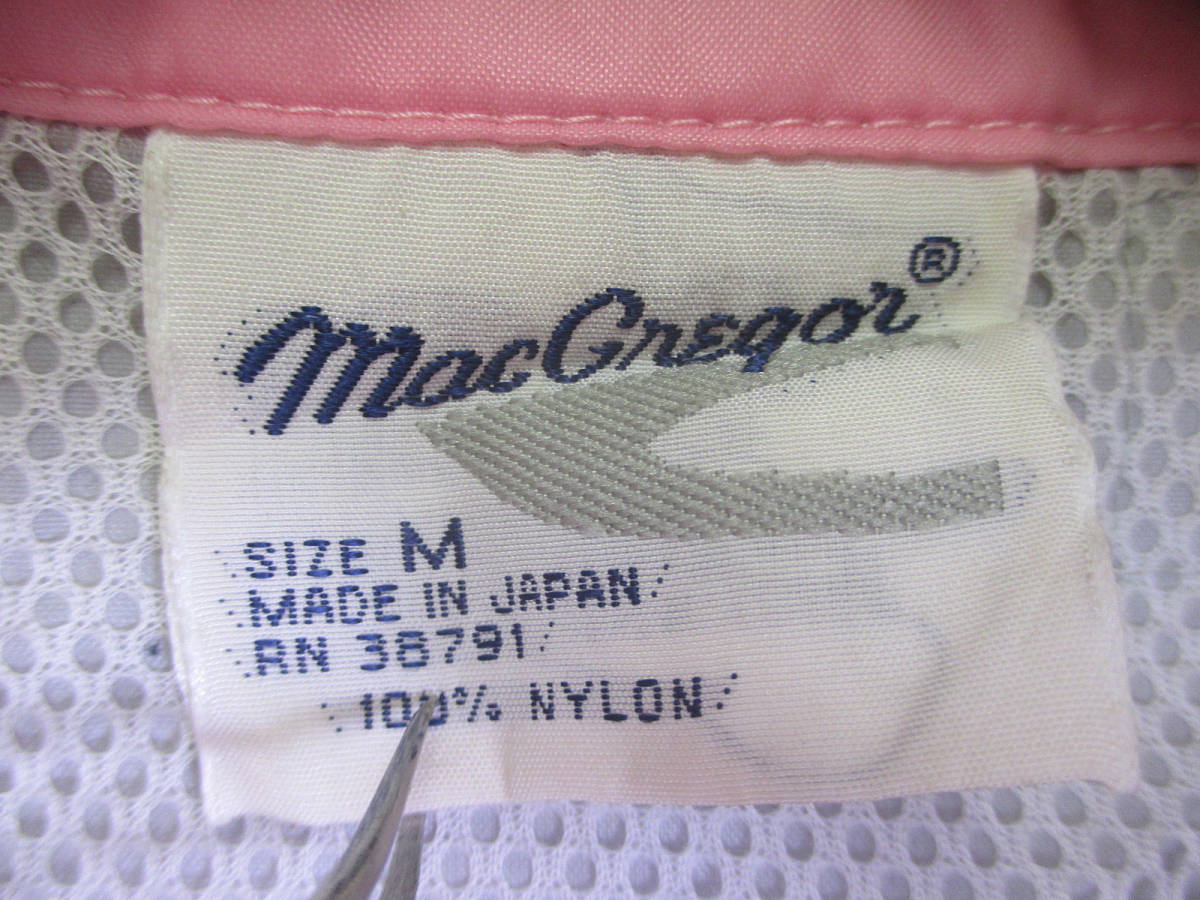 MacGregor®
SIZE M
MADE IN JAPAN
RN 38791
100% NYLON